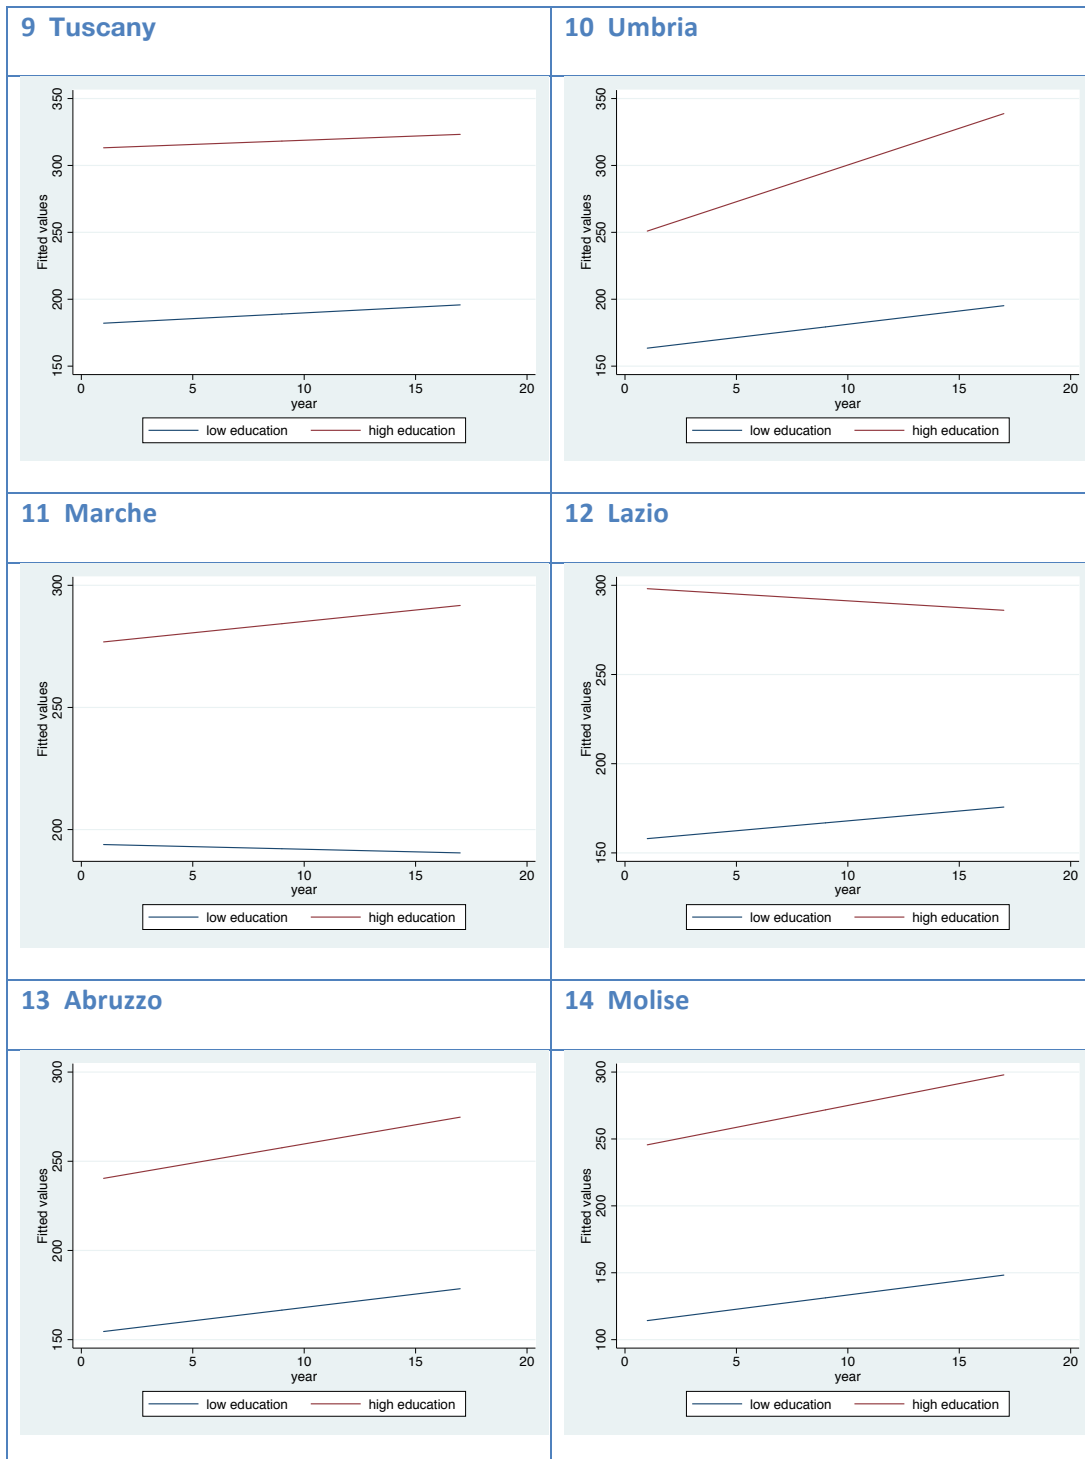 9 Tuscany
350
300
250
200
150
Fitted values
0 5 10 15 20
year
low education high education
10 Umbria
350
300
250
200
150
Fitted values
0 5 10 15 20
year
low education high education
11 Marche
300
250
200
Fitted values
0 5 10 15 20
year
low education high education
12 Lazio
300
250
200
150
Fitted values
0 5 10 15 20
year
low education high education
13 Abruzzo
300
250
200
150
Fitted values
0 5 10 15 20
year
low education high education
14 Molise
300
250
200
150
100
Fitted values
0 5 10 15 20
year
low education high education